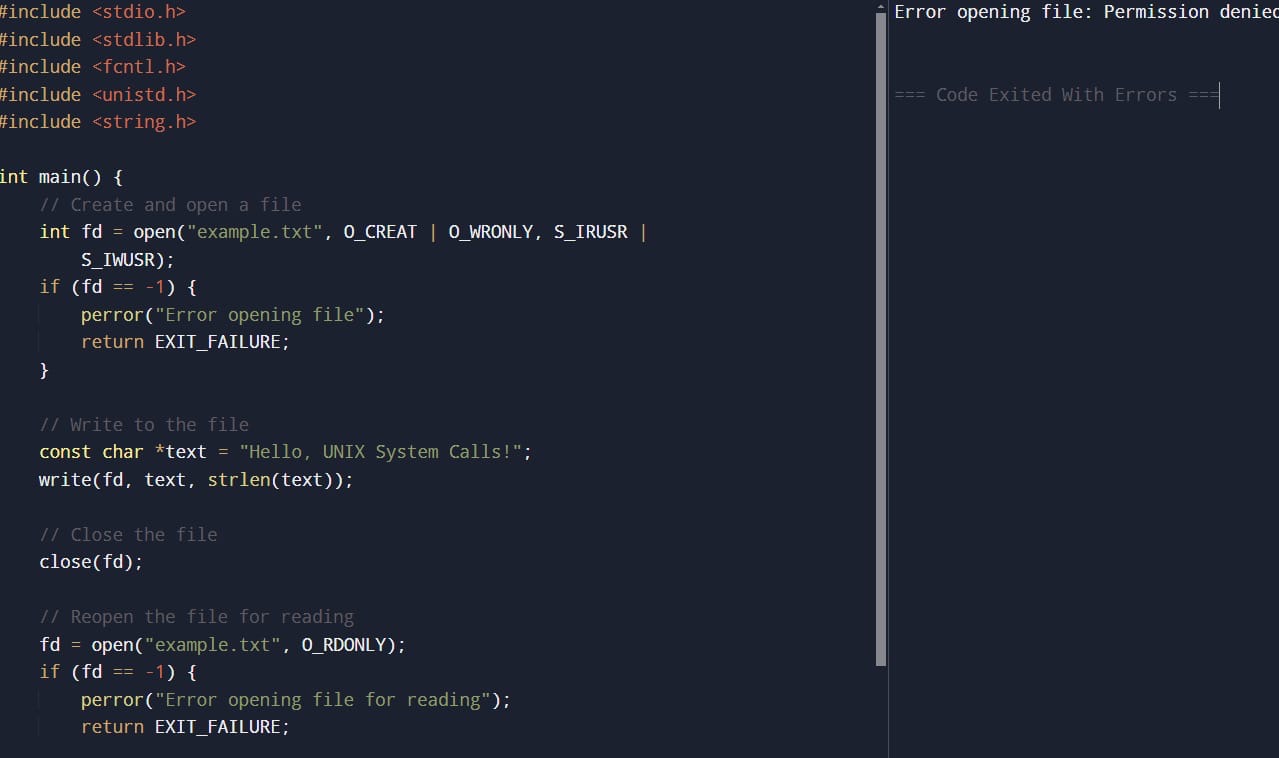 #include <stdio.h>
#include <stdlib.h>
#include <fcntl.h>
#include <unistd.h>
#include <string.h>
int main() {
// Create and open a file
int fd = open("example.txt", O_CREAT | O_WRONLY, S_IRUSR |
S_IWUSR);
if (fd == -1) {
perror("Error opening file");
return EXIT_FAILURE;
}
// Write to the file
const char *text = "Hello, UNIX System Calls!";
write(fd, text, strlen(text));
// Close the file
close(fd);
// Reopen the file for reading
fd = open("example.txt", O_RDONLY);
if (fd == -1) {
perror("Error opening file for reading");
return EXIT_FAILURE;
Error opening file: Permission denied
=== Code Exited With Errors ===